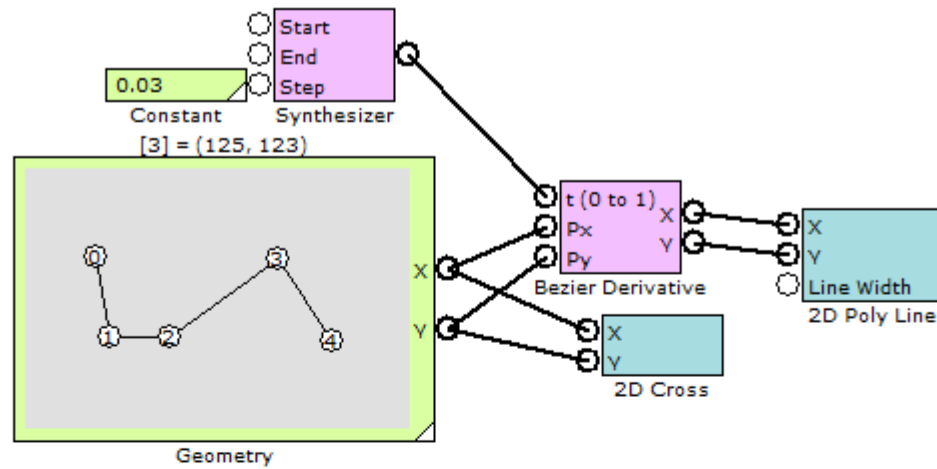 Start
End
0.03
Step
Constant
Synthesizer
[3] = (125, 123)
0
1
2
3
4
X
Y
Geometry
t (0 to 1)
Px
Py
X
Y
Bezier Derivative
X
Y
Line Width
2D Poly Line
X
Y
2D Cross